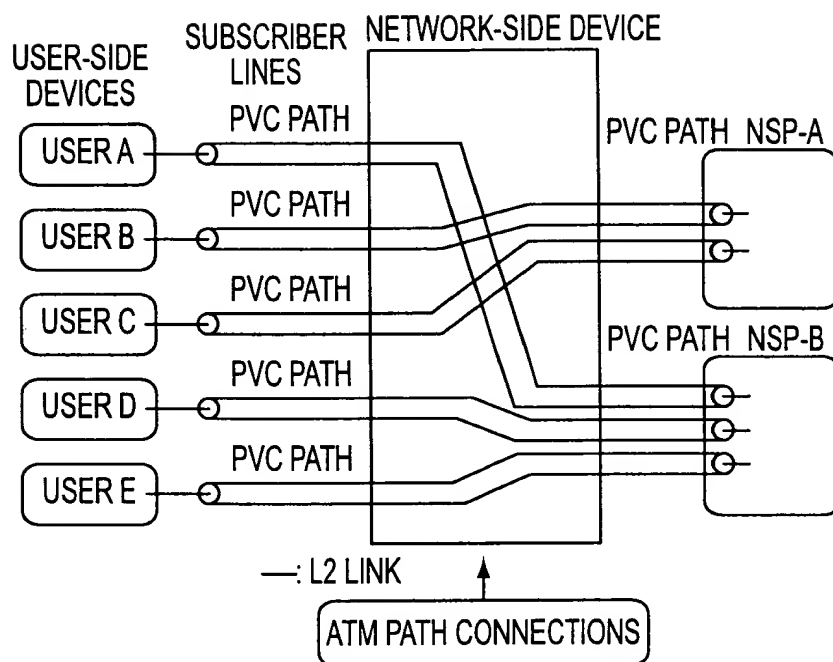 USER-SIDE
DEVICES
SUBSCRIBER
LINES
NETWORK-SIDE DEVICE
PVC PATH
USER A
PVC PATH NSP-A
PVC PATH
USER B
PVC PATH
USER C
PVC PATH NSP-B
PVC PATH
USER D
PVC PATH
USER E
—: L2 LINK
ATM PATH CONNECTIONS